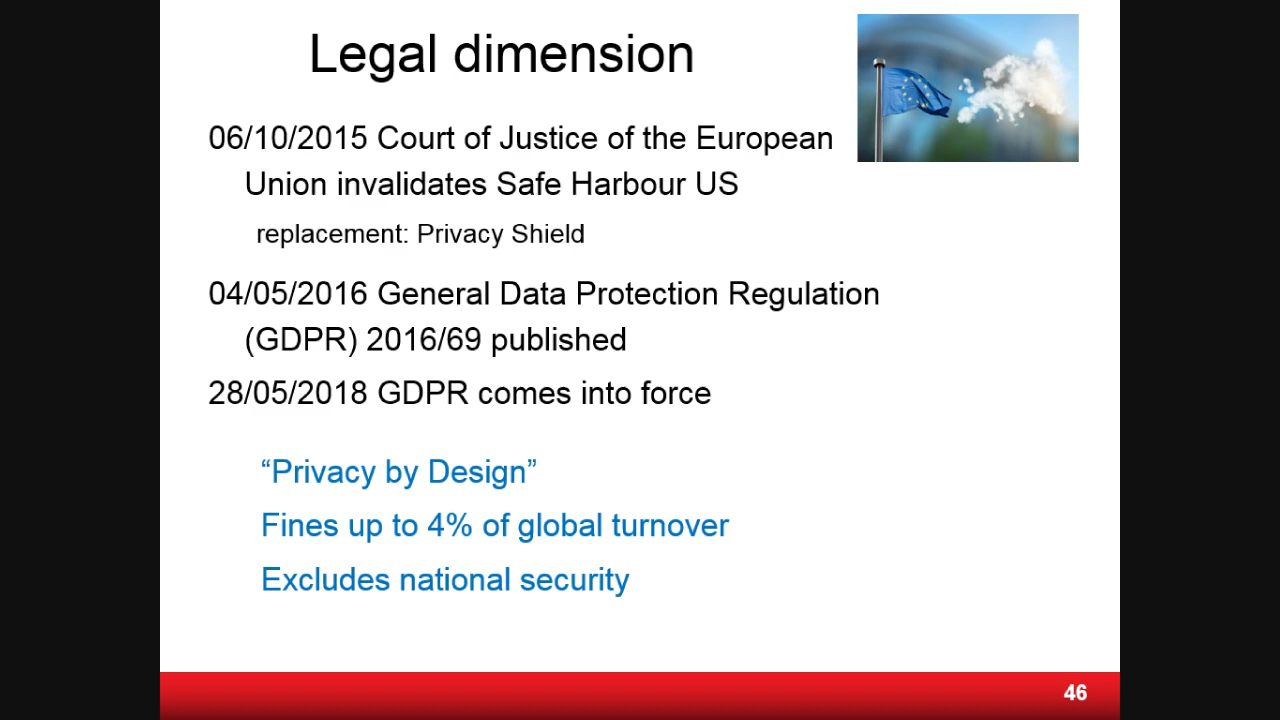 Legal dimension
06/10/2015 Court of Justice of the European
Union invalidates Safe Harbour US
replacement: Privacy Shield
04/05/2016 General Data Protection Regulation
(GDPR) 2016/69 published
28/05/2018 GDPR comes into force
“Privacy by Design”
Fines up to 4% of global turnover
Excludes national security
46